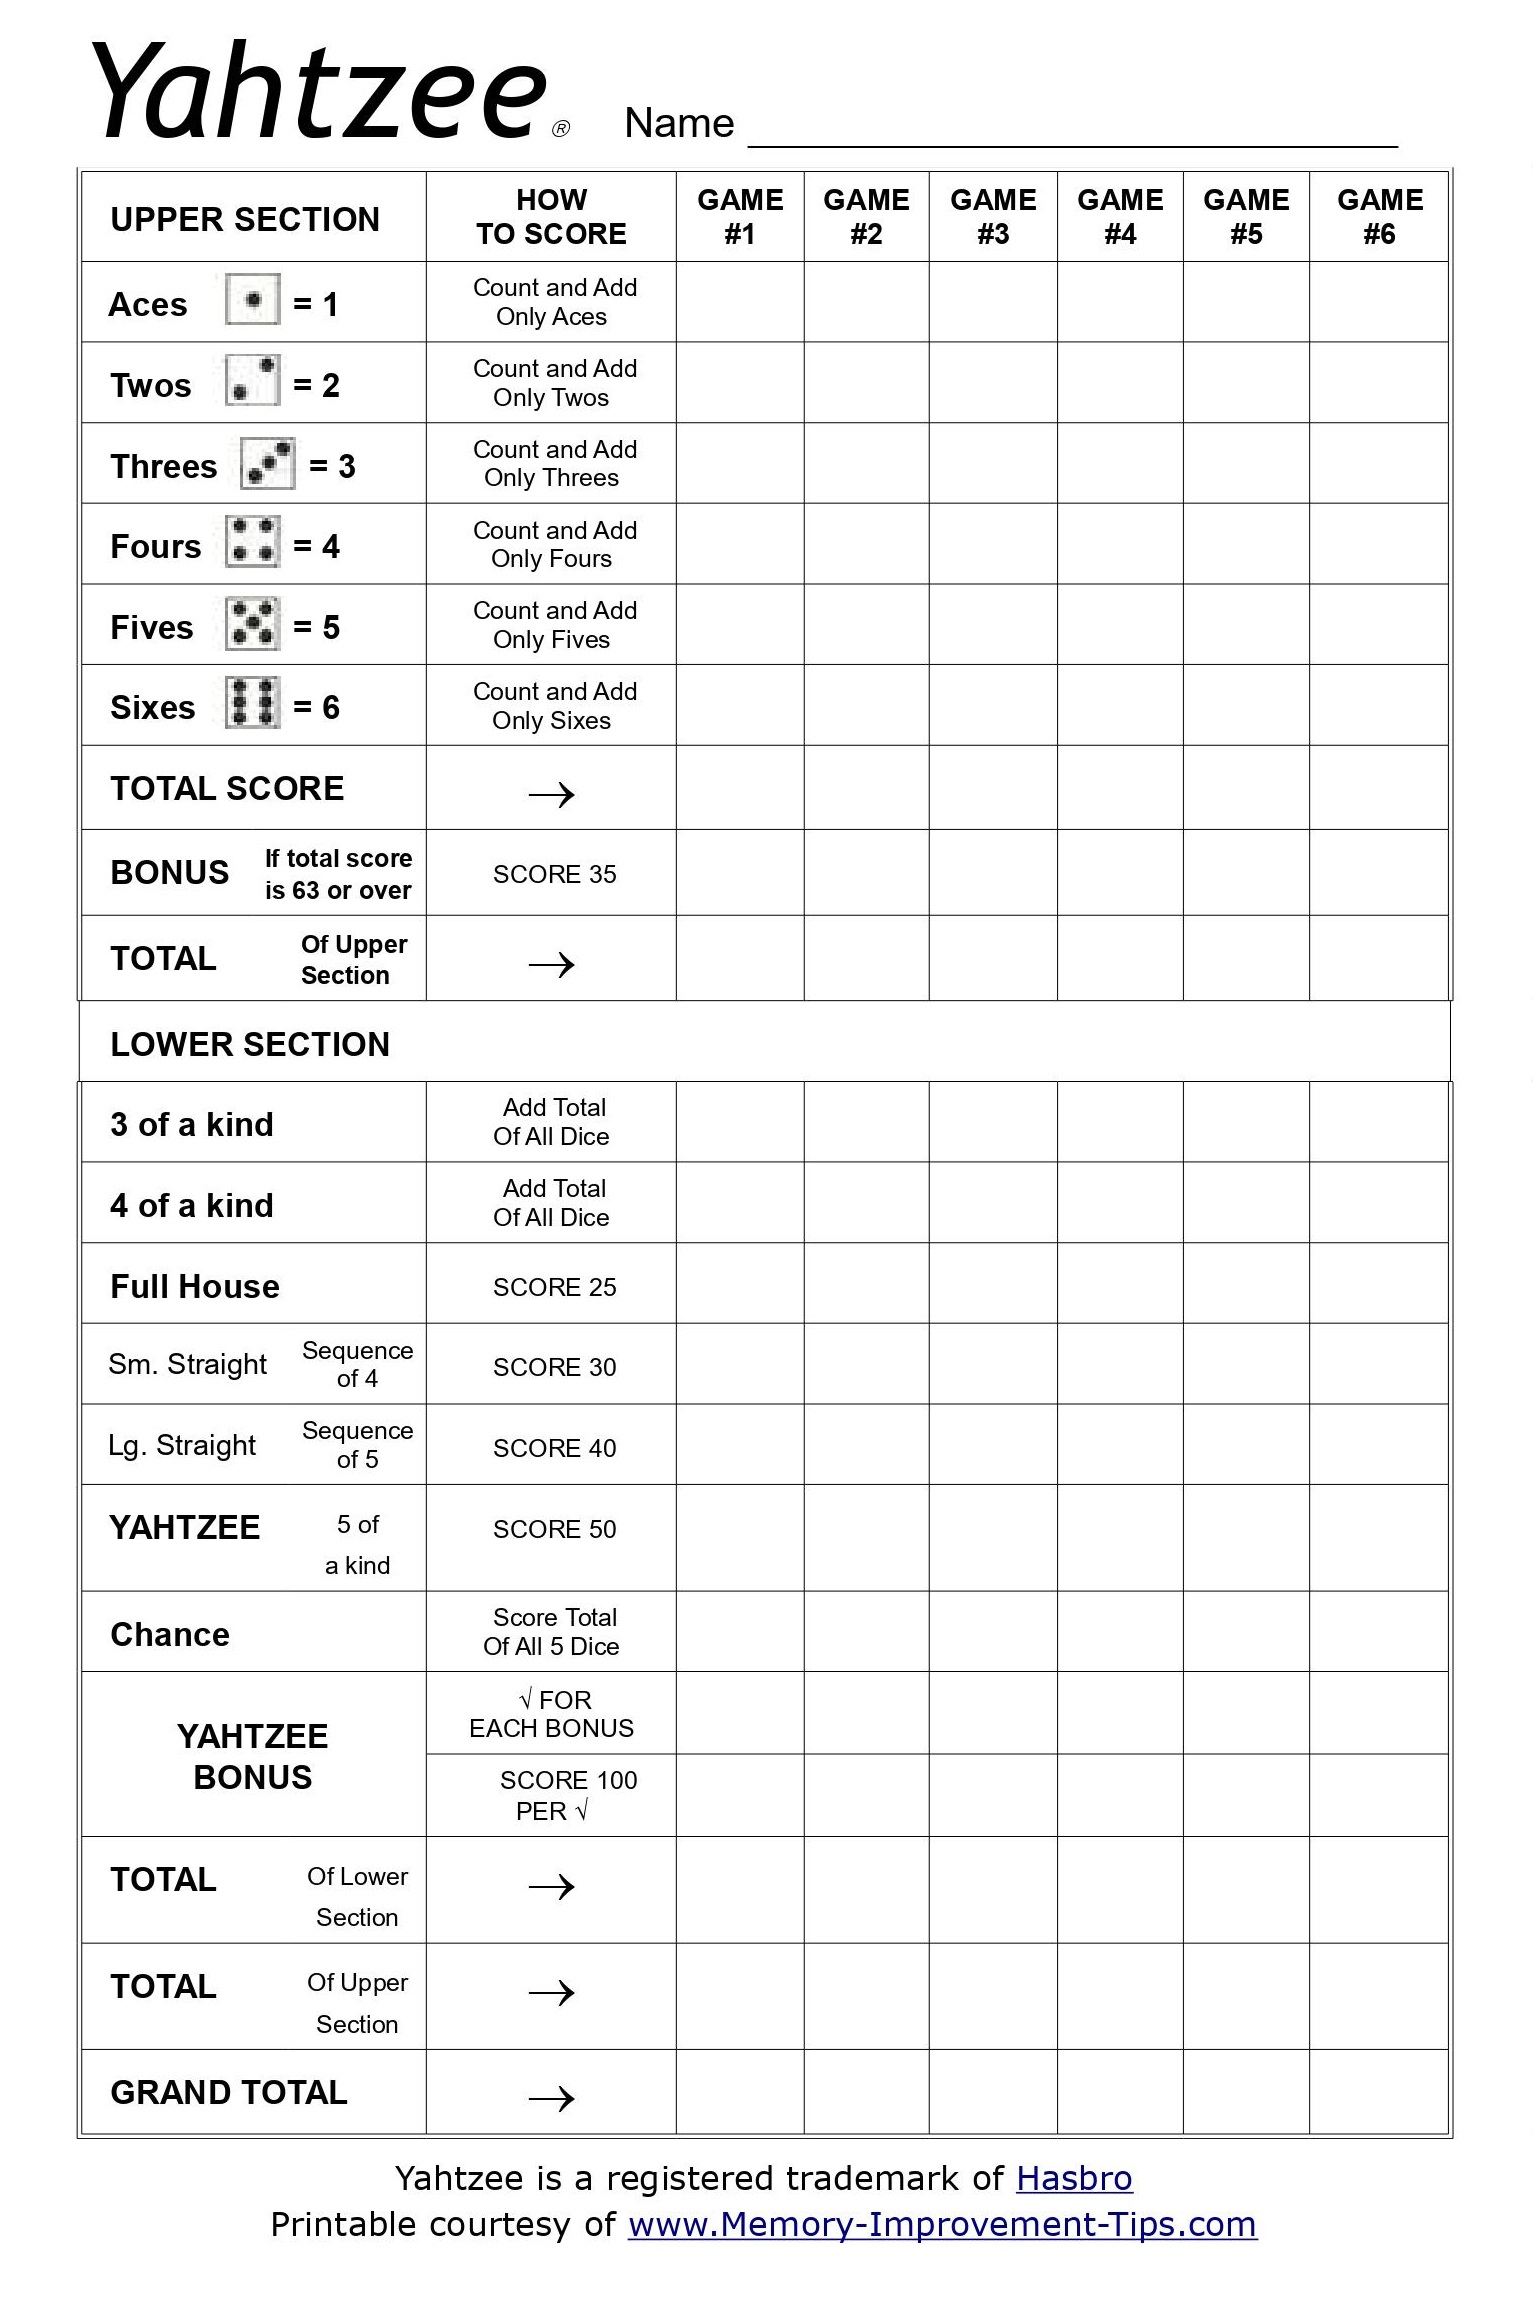 Yahtzee® Name
UPPER SECTION HOW TO SCORE GAME #1 GAME #2 GAME #3 GAME #4 GAME #5 GAME #6
Aces = 1 Count and Add Only Aces
Twos = 2 Count and Add Only Twos
Threes = 3 Count and Add Only Threes
Fours = 4 Count and Add Only Fours
Fives = 5 Count and Add Only Fives
Sixes = 6 Count and Add Only Sixes
TOTAL SCORE →
BONUS If total score is 63 or over SCORE 35
TOTAL Of Upper Section →
LOWER SECTION
3 of a kind Add Total Of All Dice
4 of a kind Add Total Of All Dice
Full House SCORE 25
Sm. Straight Sequence of 4 SCORE 30
Lg. Straight Sequence of 5 SCORE 40
YAHTZEE 5 of a kind SCORE 50
Chance Score Total Of All 5 Dice
YAHTZEE BONUS √ FOR EACH BONUS
SCORE 100 PER √
TOTAL Of Lower Section →
TOTAL Of Upper Section →
GRAND TOTAL →
Yahtzee is a registered trademark of Hasbro
Printable courtesy of www.Memory-Improvement-Tips.com